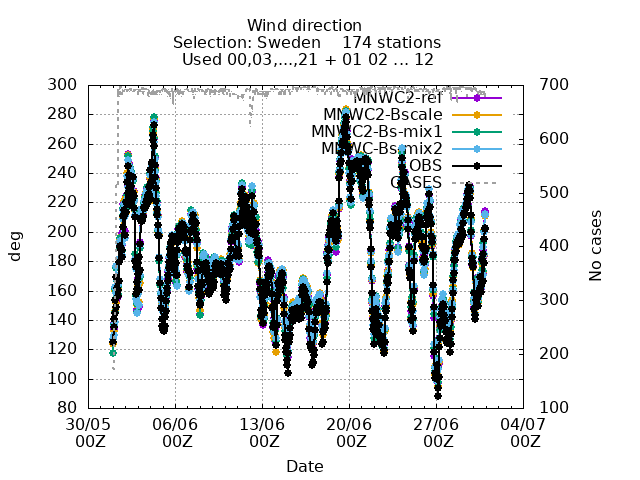 Wind direction
Selection: Sweden    174 stations
Used 00,03,...,21 + 01 02 ... 12
300
280
260
240
220
200
180
160
140
120
100
80
deg
700
600
500
400
300
200
100
No cases
MNWC2-ref
MNWC2-Bscale
MNWC2-Bs-mix1
MNWC-Bs-mix2
OBS
CASES
30/05 06/06 13/06 20/06 27/06 04/07
00Z 00Z 00Z 00Z 00Z 00Z
Date